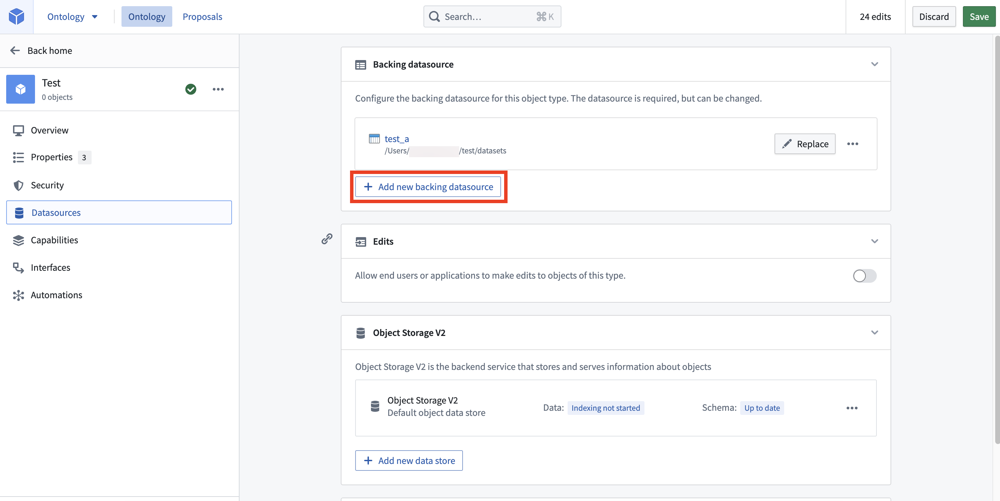 Ontology
Ontology
Proposals
Search…
⌘ K
24 edits
Discard
Save
Back home
Test
0 objects
Overview
Properties 3
Security
Datasources
Capabilities
Interfaces
Automations
Backing datasource
Configure the backing datasource for this object type. The datasource is required, but can be changed.
test_a
/Users/ /test/datasets
Replace
Add new backing datasource
Edits
Allow end users or applications to make edits to objects of this type.
Object Storage V2
Object Storage V2 is the backend service that stores and serves information about objects
Object Storage V2
Default object data store
Data: Indexing not started
Schema: Up to date
Add new data store